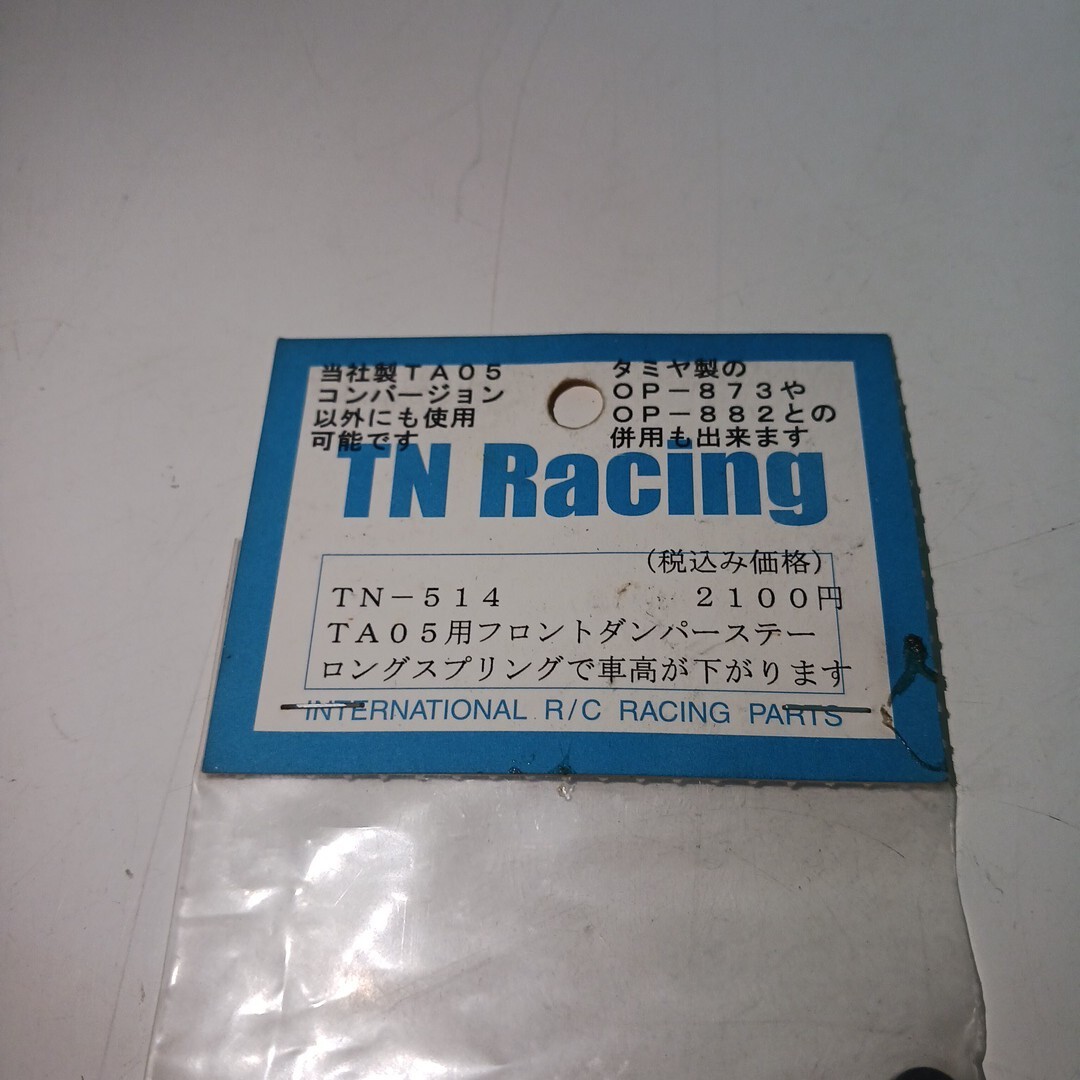 当社製ＴＡ０５
コンバージョン
以外にも使用
可能です
タミヤ製の
ＯＰ－８７３や
ＯＰ－８８２との
併用も出来ます
TN Racing
（税込み価格）
ＴＮ－５１４ ２１００円
ＴＡ０５用フロントダンパーステー
ロングスプリングで車高が下がります
INTERNATIONAL R/C RACING PARTS